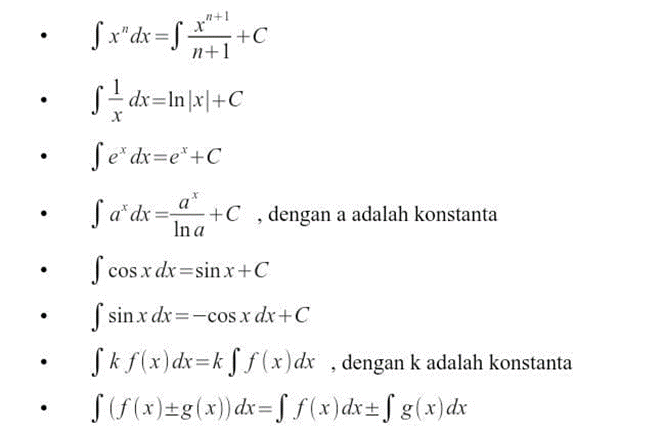 • ∫ xⁿ dx = ∫ xⁿ⁺¹/n+1 + C
• ∫ 1/x dx = ln|x| + C
• ∫ eˣ dx = eˣ + C
• ∫ aˣ dx = aˣ/ln a + C , dengan a adalah konstanta
• ∫ cos x dx = sin x + C
• ∫ sin x dx = −cos x dx + C
• ∫ k f(x) dx = k ∫ f(x) dx , dengan k adalah konstanta
• ∫ (f(x) ± g(x)) dx = ∫ f(x) dx ± ∫ g(x) dx